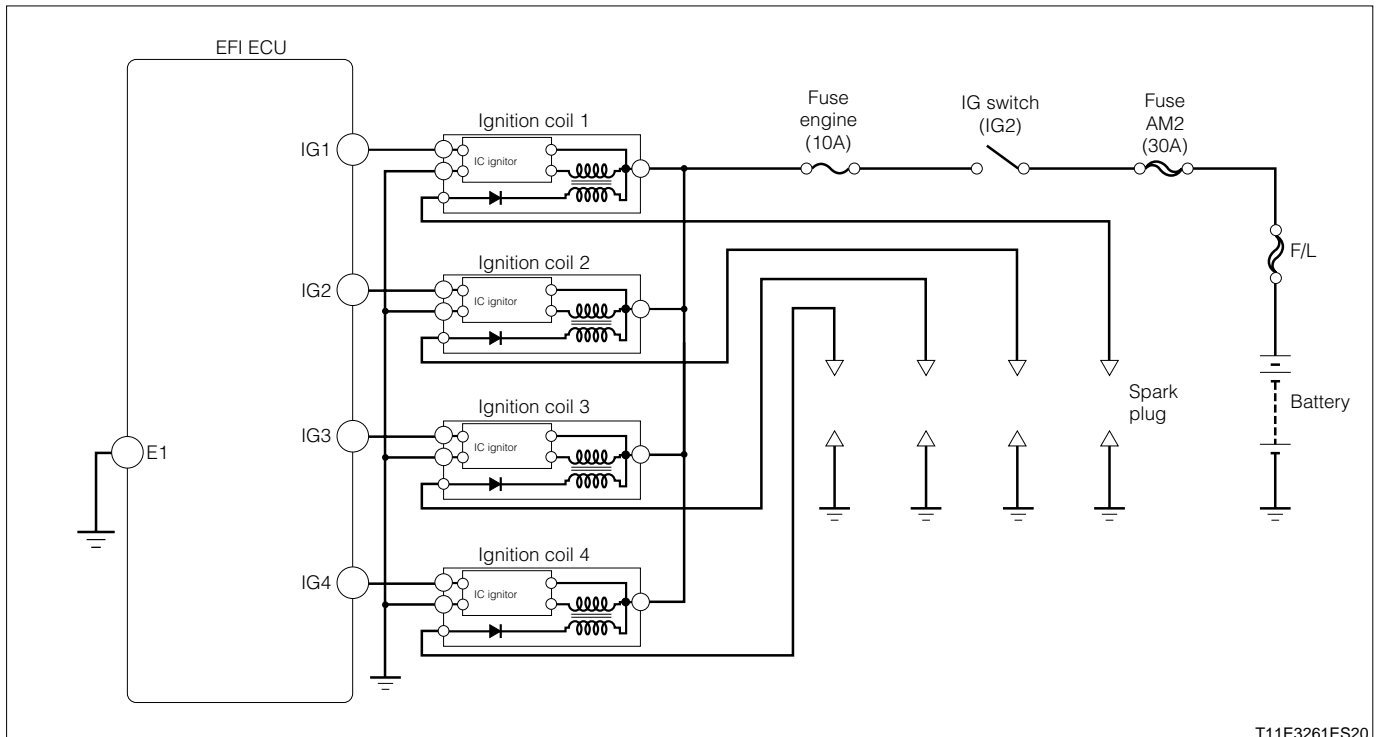 EFI ECU
IG1
IG2
IG3
IG4
E1
Ignition coil 1
IC ignitor
Ignition coil 2
IC ignitor
Ignition coil 3
IC ignitor
Ignition coil 4
IC ignitor
Fuse
engine
(10A)
IG switch
(IG2)
Fuse
AM2
(30A)
F/L
Spark
plug
Battery
T11E3261ES20